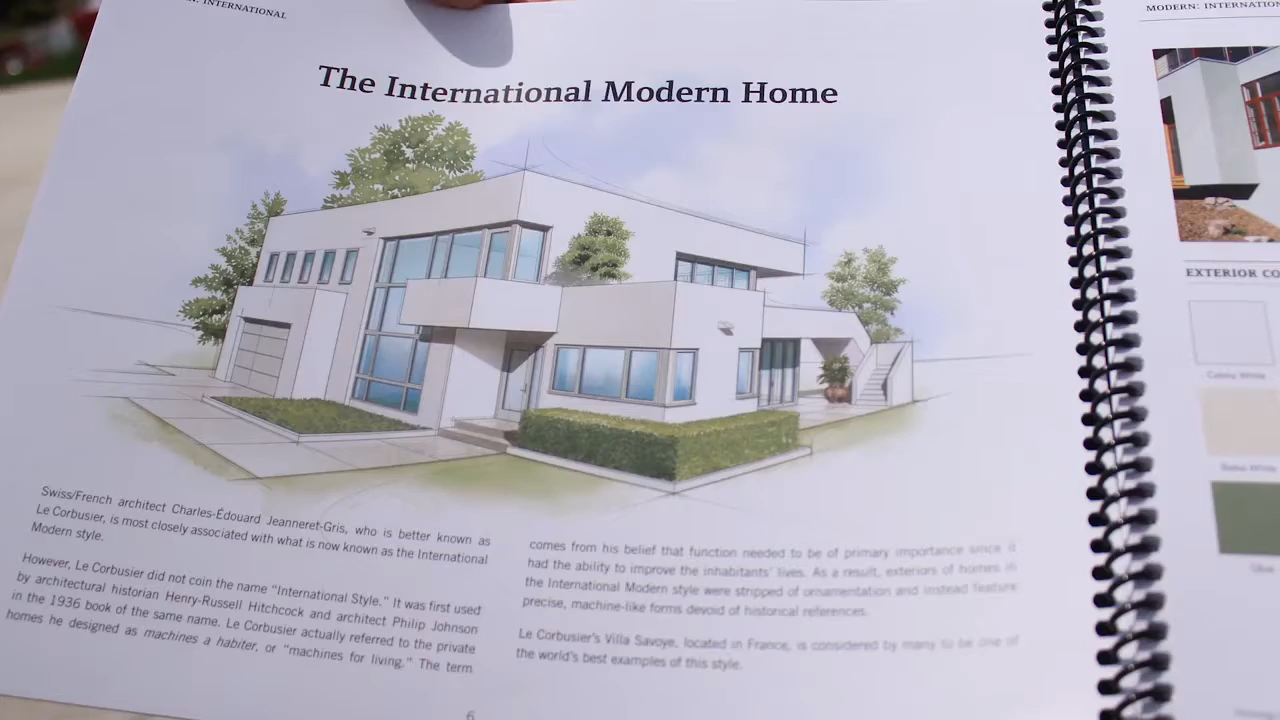 N: INTERNATIONAL
The International Modern Home
Swiss/French architect Charles-Édouard Jeanneret-Gris, who is better known as
Le Corbusier, is most closely associated with what is now known as the International
Modern style.
However, Le Corbusier did not coin the name “International Style.” It was first used
by architectural historian Henry-Russell Hitchcock and architect Philip Johnson
in the 1936 book of the same name. Le Corbusier actually referred to the private
homes he designed as machines a habiter, or “machines for living.” The term
comes from his belief that function needed to be of primary importance since it
had the ability to improve the inhabitants’ lives. As a result, exteriors of homes in
the International Modern style were stripped of ornamentation and instead feature
precise, machine-like forms devoid of historical references.
Le Corbusier’s Villa Savoye, located in France, is considered by many to be one of
the world’s best examples of this style.
6
MODERN: INTERNATION
EXTERIOR CO